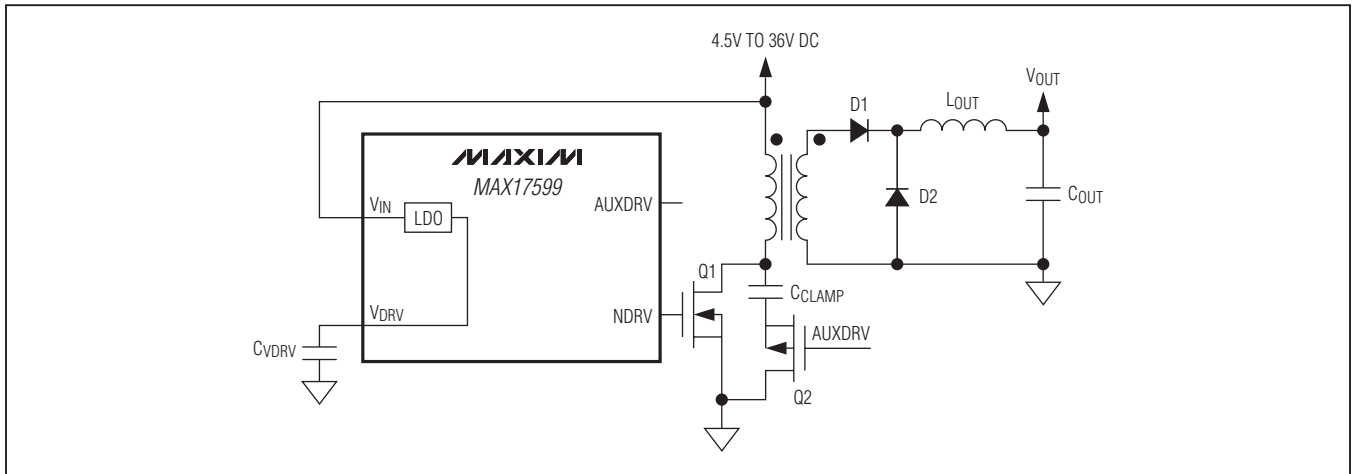 4.5V TO 36V DC
VOUT
D1
LOUT
MAXIM
MAX17599
VIN
LDO
AUXDRV
D2
COUT
Q1
CCLAMP
VDRV
NDRV
AUXDRV
CVDRV
Q2